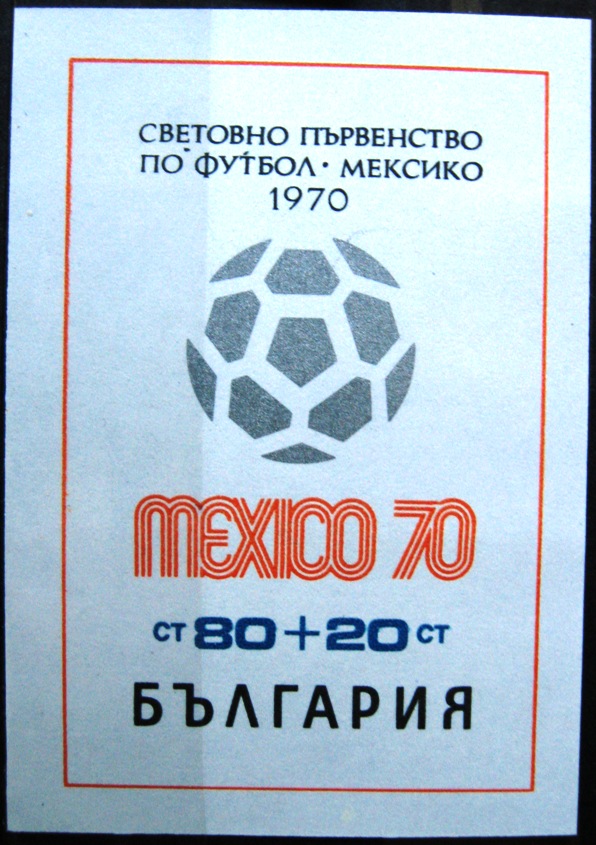 СВЕТОВНО ПЪРВЕНСТВО
ПО ФУТБОЛ · МЕКСИКО
1970
MEXICO 70
СТ 80+20 СТ
БЪЛГАРИЯ